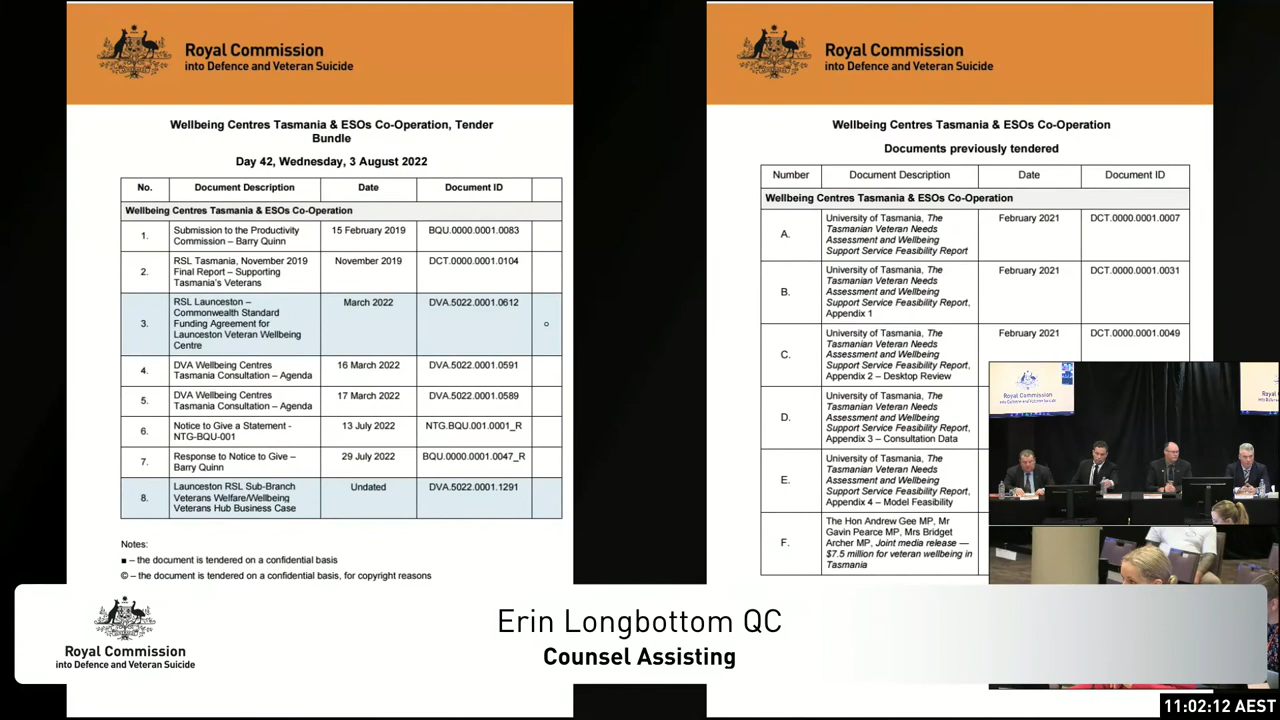 Royal Commission
into Defence and Veteran Suicide
Wellbeing Centres Tasmania & ESOs Co-Operation, Tender
Bundle
Day 42, Wednesday, 3 August 2022
No. Document Description Date Document ID
Wellbeing Centres Tasmania & ESOs Co-Operation
1. Submission to the Productivity 15 February 2019 BQU.0000.0001.0083
Commission – Barry Quinn
2. RSL Tasmania, November 2019 November 2019 DCT.0000.0001.0104
Final Report – Supporting
Tasmania's Veterans
3. RSL Launceston – March 2022 DVA.5022.0001.0612
Commonwealth Standard
Funding Agreement for
Launceston Veteran Wellbeing
Centre
4. DVA Wellbeing Centres 16 March 2022 DVA.5022.0001.0591
Tasmania Consultation – Agenda
5. DVA Wellbeing Centres 17 March 2022 DVA.5022.0001.0589
Tasmania Consultation – Agenda
6. Notice to Give a Statement - 13 July 2022 NTG.BQU.001.0001_R
NTG-BQU-001
7. Response to Notice to Give – 29 July 2022 BQU.0000.0001.0047_R
Barry Quinn
8. Launceston RSL Sub-Branch Undated DVA.5022.0001.1291
Veterans Welfare/Wellbeing
Veterans Hub Business Case
Notes:
■ – the document is tendered on a confidential basis
© – the document is tendered on a confidential basis, for copyright reasons
Royal Commission
into Defence and Veteran Suicide
Wellbeing Centres Tasmania & ESOs Co-Operation
Documents previously tendered
Number Document Description Date Document ID
Wellbeing Centres Tasmania & ESOs Co-Operation
A. University of Tasmania, The February 2021 DCT.0000.0001.0007
Tasmanian Veteran Needs
Assessment and Wellbeing
Support Service Feasibility Report
B. University of Tasmania, The February 2021 DCT.0000.0001.0031
Tasmanian Veteran Needs
Assessment and Wellbeing
Support Service Feasibility Report,
Appendix 1
C. University of Tasmania, The February 2021 DCT.0000.0001.0049
Tasmanian Veteran Needs
Assessment and Wellbeing
Support Service Feasibility Report,
Appendix 2 – Desktop Review
D. University of Tasmania, The
Tasmanian Veteran Needs
Assessment and Wellbeing
Support Service Feasibility Report,
Appendix 3 – Consultation Data
E. University of Tasmania, The
Tasmanian Veteran Needs
Assessment and Wellbeing
Support Service Feasibility Report,
Appendix 4 – Model Feasibility
F. The Hon Andrew Gee MP, Mr
Gavin Pearce MP, Mrs Bridget
Archer MP, Joint media release —
$7.5 million for veteran wellbeing in
Tasmania
Royal Commission
Royal Commission
into Defence and Veteran Suicide
Erin Longbottom QC
Counsel Assisting
11:02:12 AEST